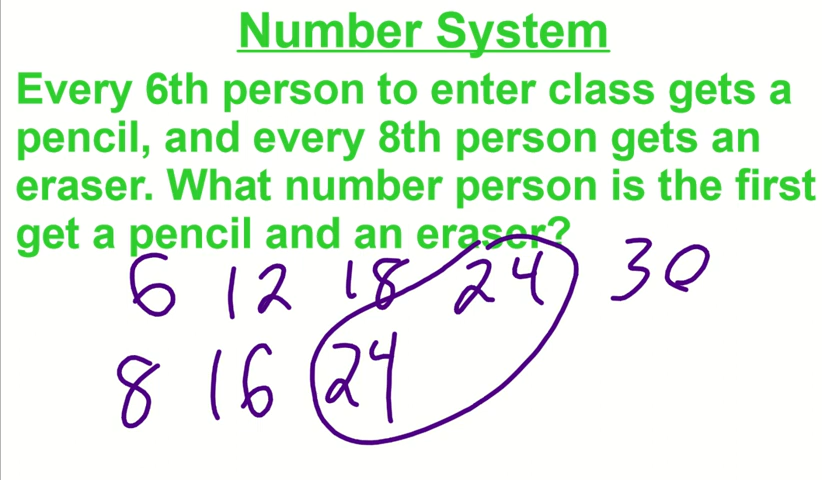 Number System
Every 6th person to enter class gets a
pencil, and every 8th person gets an
eraser. What number person is the first
get a pencil and an eraser?
6 12 18 24 30
8 16 24